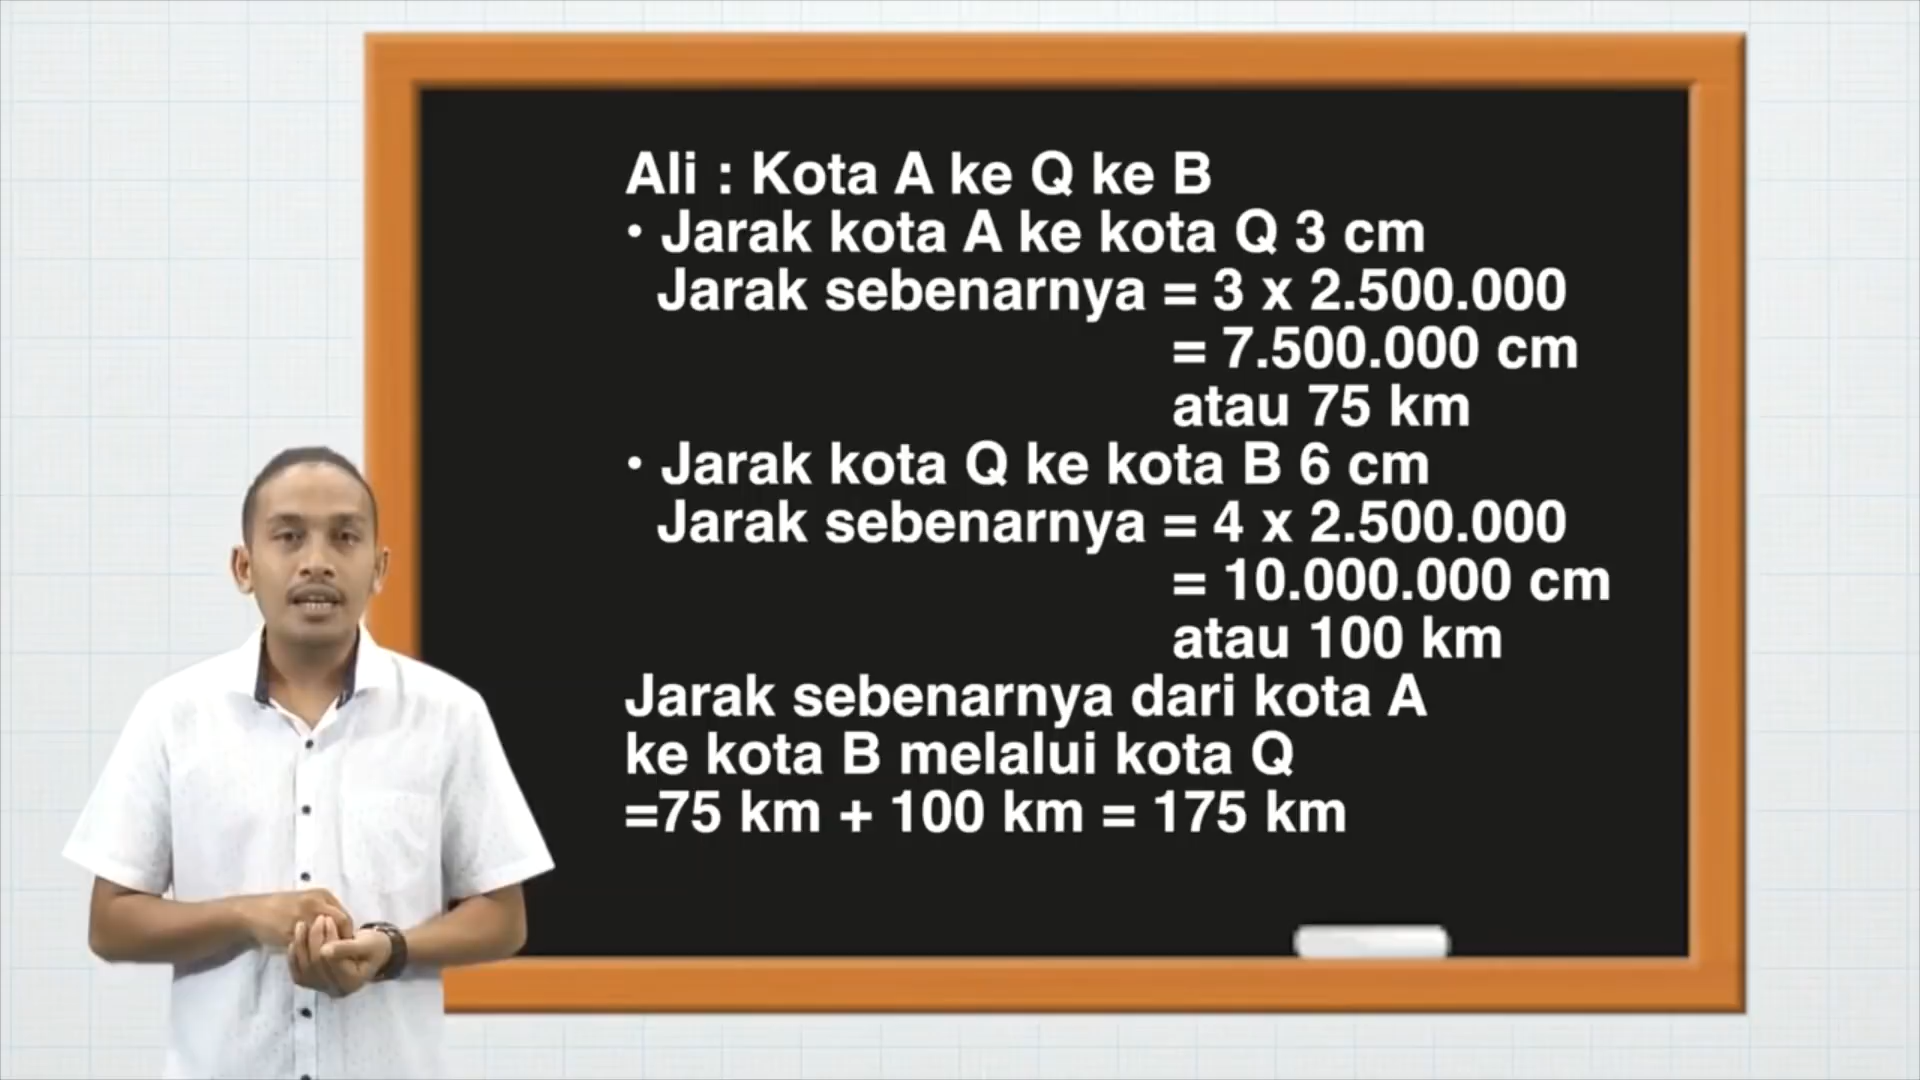 Ali : Kota A ke Q ke B
• Jarak kota A ke kota Q 3 cm
Jarak sebenarnya = 3 x 2.500.000
= 7.500.000 cm
atau 75 km
• Jarak kota Q ke kota B 6 cm
Jarak sebenarnya = 4 x 2.500.000
= 10.000.000 cm
atau 100 km
Jarak sebenarnya dari kota A
ke kota B melalui kota Q
=75 km + 100 km = 175 km